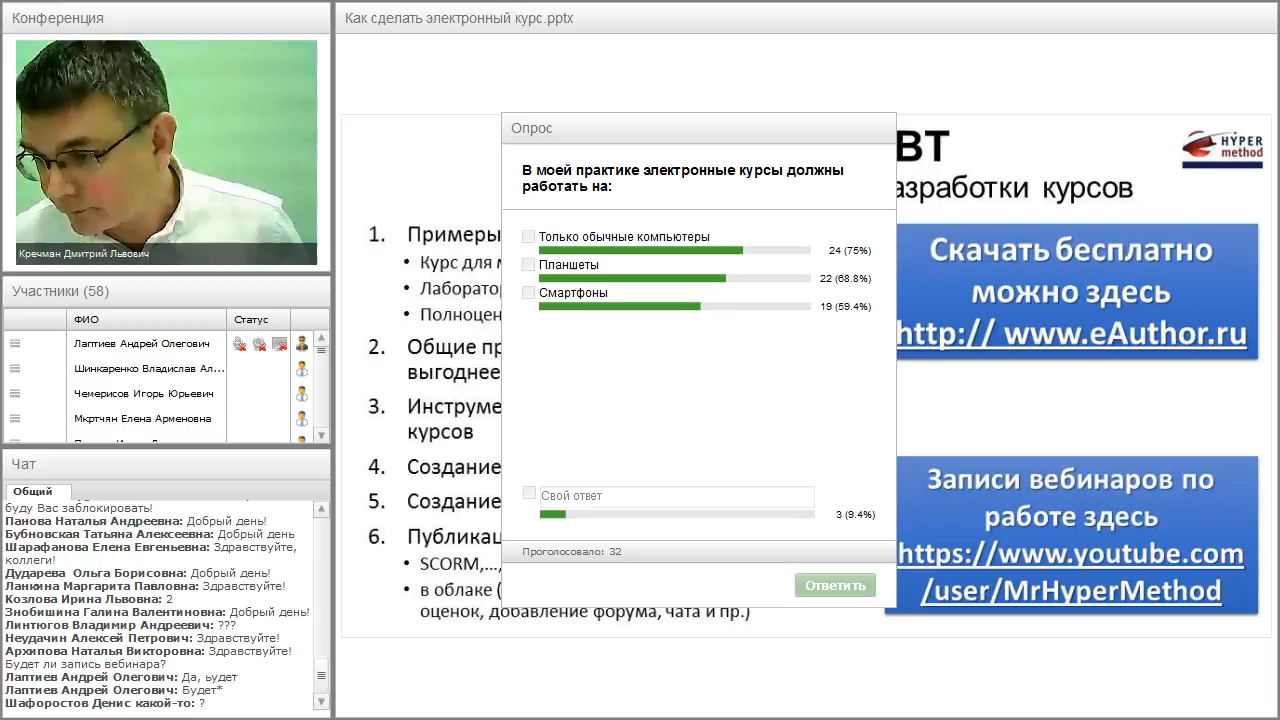 Конференция
Кречман Дмитрий Львович
Участники (58)
ФИО
Статус
Лаптиев Андрей Олегович
Шинкаренко Владислав Ал...
Чемерисов Игорь Юрьевич
Мкртчян Елена Арменовна
Чат
Общий
буду Вас заблокировать!
Панова Наталья Андреевна: Добрый день!
Бубновская Татьяна Алексеевна: Добрый день
Шарафанова Елена Евгеньевна: Здравствуйте,
коллеги!
Дударева Ольга Борисовна: Добрый день!
Ланкина Маргарита Павловна: Здравствуйте!
Козлова Ирина Львовна: 2
Знобишина Галина Валентиновна: Добрый день!
Линтюгов Владимир Андреевич: ???
Неудачин Алексей Петрович: Здравствуйте!
Архипова Наталья Викторовна: Здравствуйте!
Будет ли запись вебинара?
Лаптиев Андрей Олегович: Да, ьудет
Лаптиев Андрей Олегович: Будет*
Шафоростов Денис какой-то: ?
Как сделать электронный курс.pptx
ВТ
азработки курсов
HYPER
method
1. Примеры
• Курс для м
• Лаборатор
• Полноцен
2. Общие пр
выгоднее
3. Инструме
курсов
4. Создание
5. Создание
6. Публикац
• SCORM,...,
• в облаке (
оценок, добавление форума, чата и пр.)
Опрос
В моей практике электронные курсы должны
работать на:
Только обычные компьютеры
24 (75%)
Планшеты
22 (68.8%)
Смартфоны
19 (59.4%)
Свой ответ
3 (9.4%)
Проголосовало: 32
Ответить
Скачать бесплатно
можно здесь
http:// www.eAuthor.ru
Записи вебинаров по
работе здесь
https://www.youtube.com
/user/MrHyperMethod